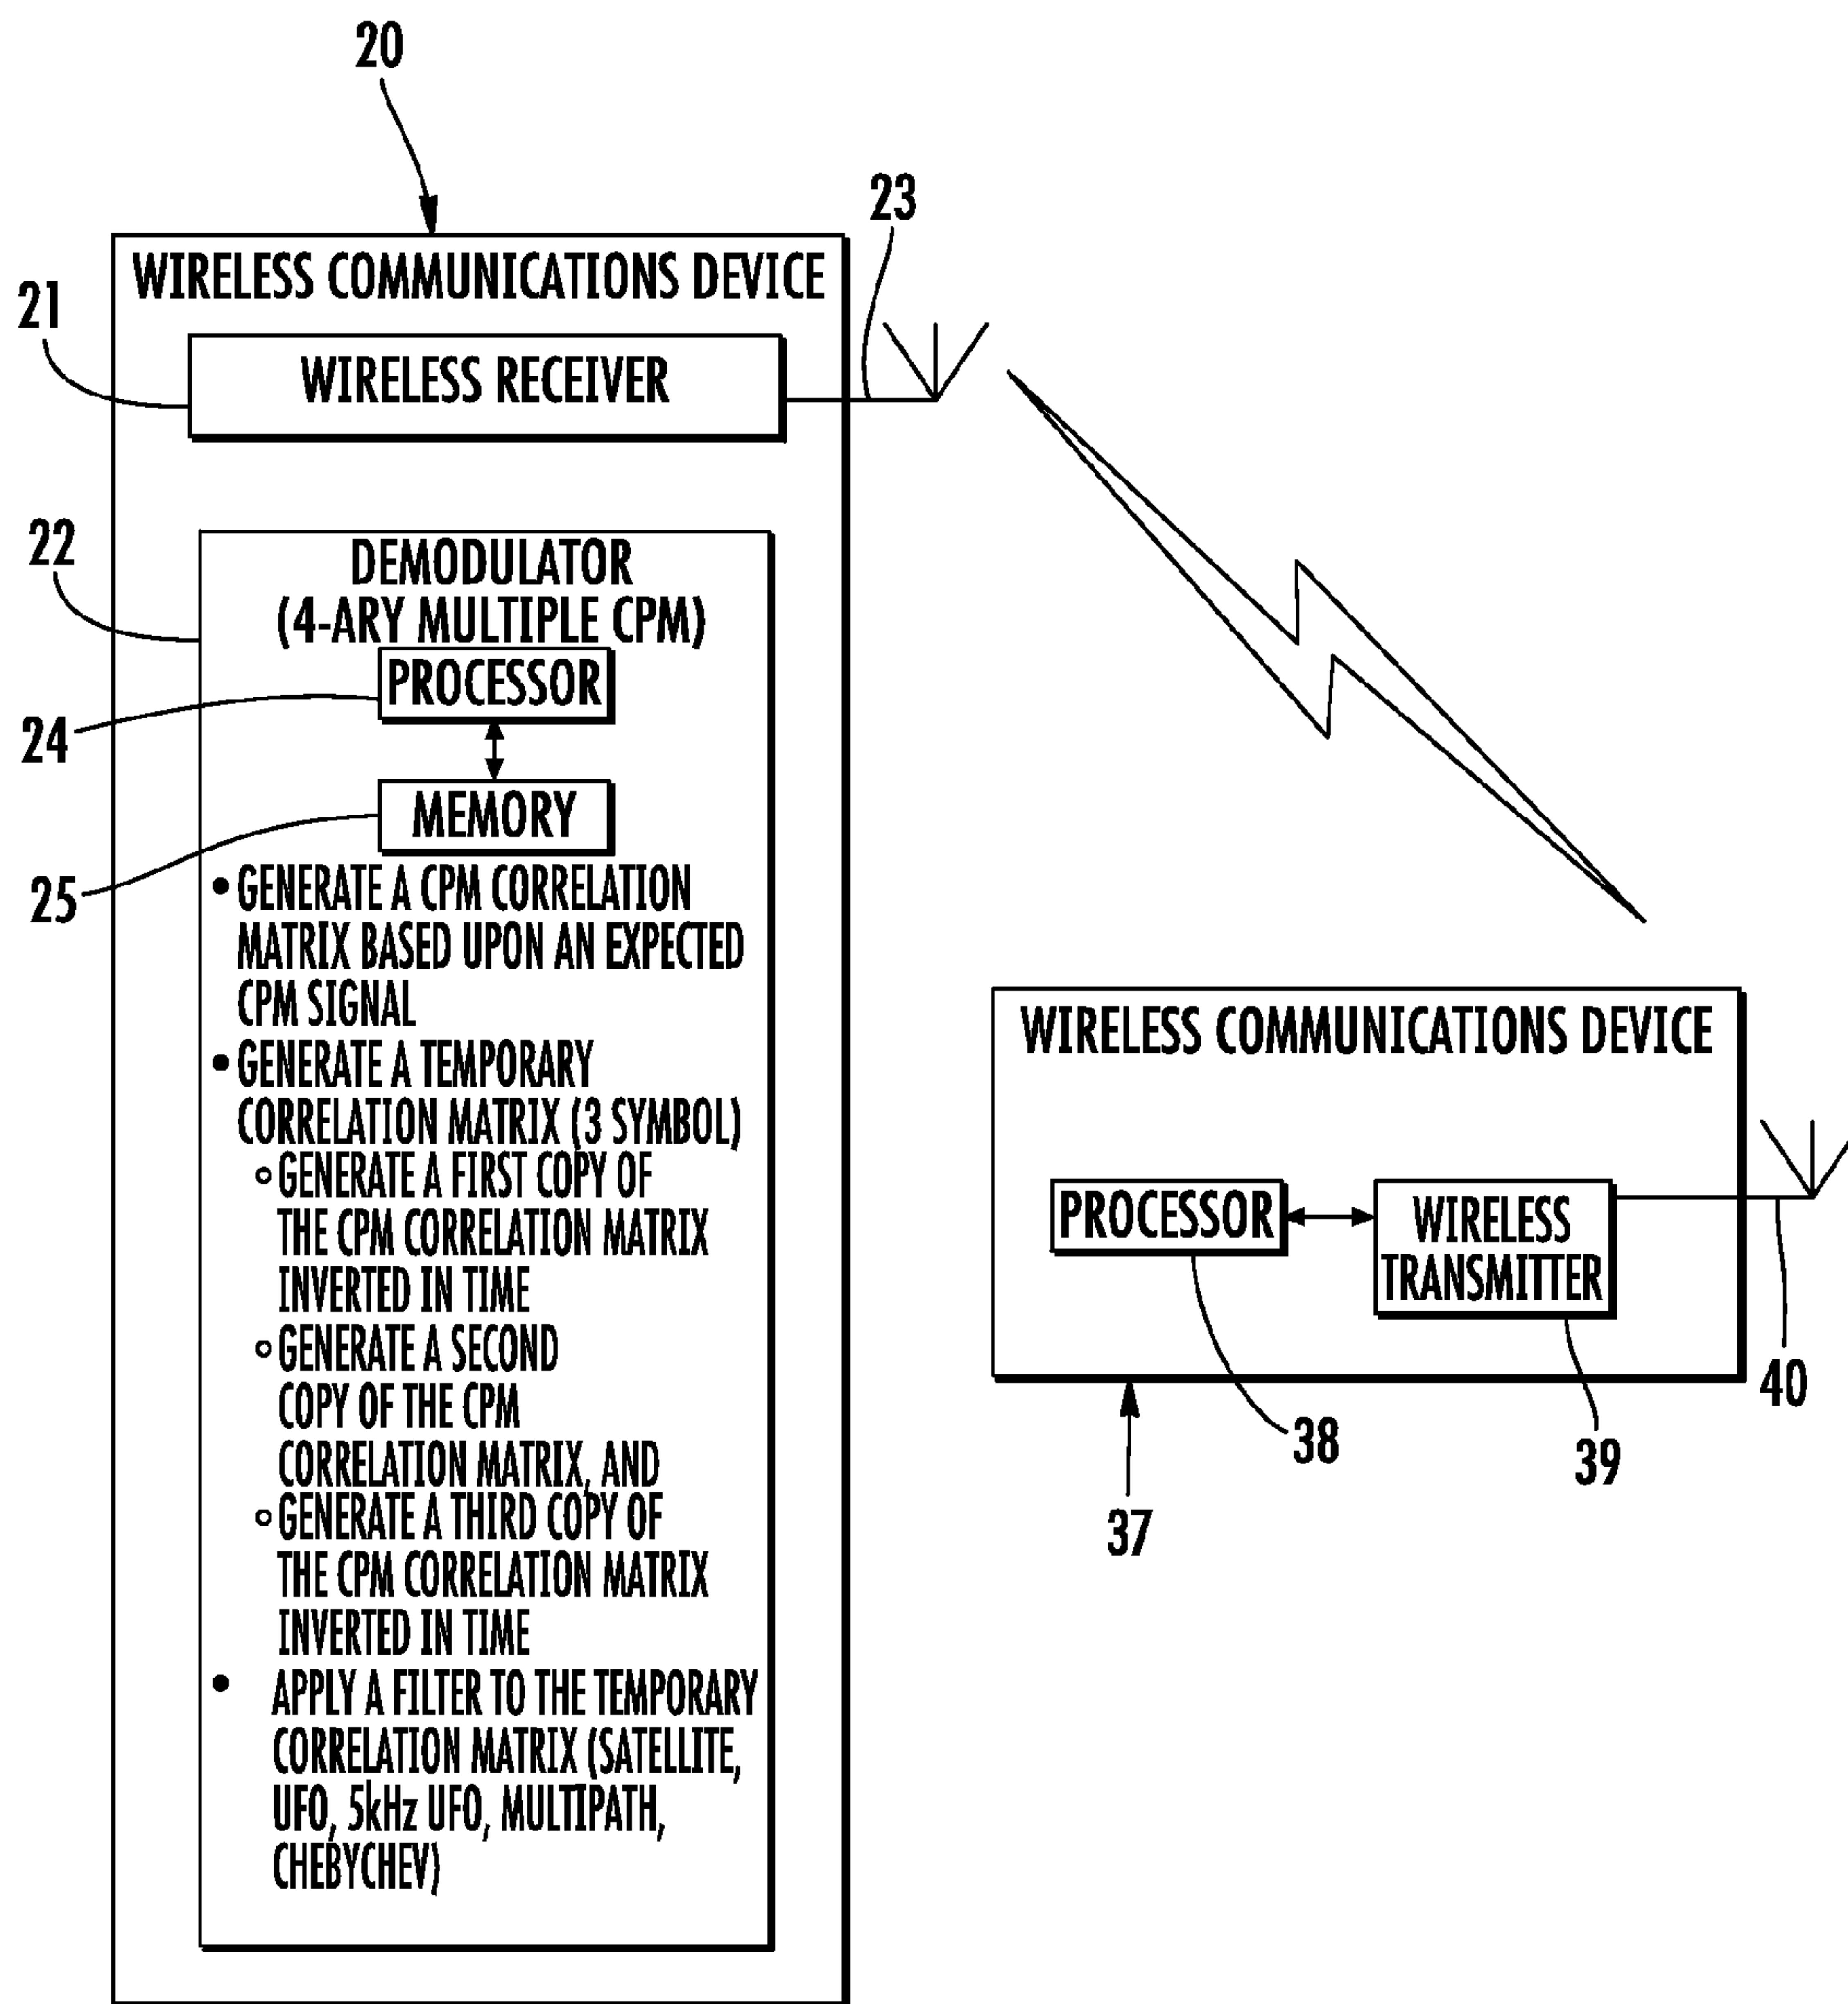 20
23
WIRELESS COMMUNICATIONS DEVICE
21
WIRELESS RECEIVER
22
DEMODULATOR
(4-ARY MULTIPLE CPM)
PROCESSOR
24
MEMORY
25
• GENERATE A CPM CORRELATION
MATRIX BASED UPON AN EXPECTED
CPM SIGNAL
• GENERATE A TEMPORARY
CORRELATION MATRIX (3 SYMBOL)
○ GENERATE A FIRST COPY OF
THE CPM CORRELATION MATRIX
INVERTED IN TIME
○ GENERATE A SECOND
COPY OF THE CPM
CORRELATION MATRIX, AND
○ GENERATE A THIRD COPY OF
THE CPM CORRELATION MATRIX
INVERTED IN TIME
• APPLY A FILTER TO THE TEMPORARY
CORRELATION MATRIX (SATELLITE,
UFO, 5kHz UFO, MULTIPATH,
CHEBYCHEV)
WIRELESS COMMUNICATIONS DEVICE
PROCESSOR
WIRELESS
TRANSMITTER
40
38
39
37